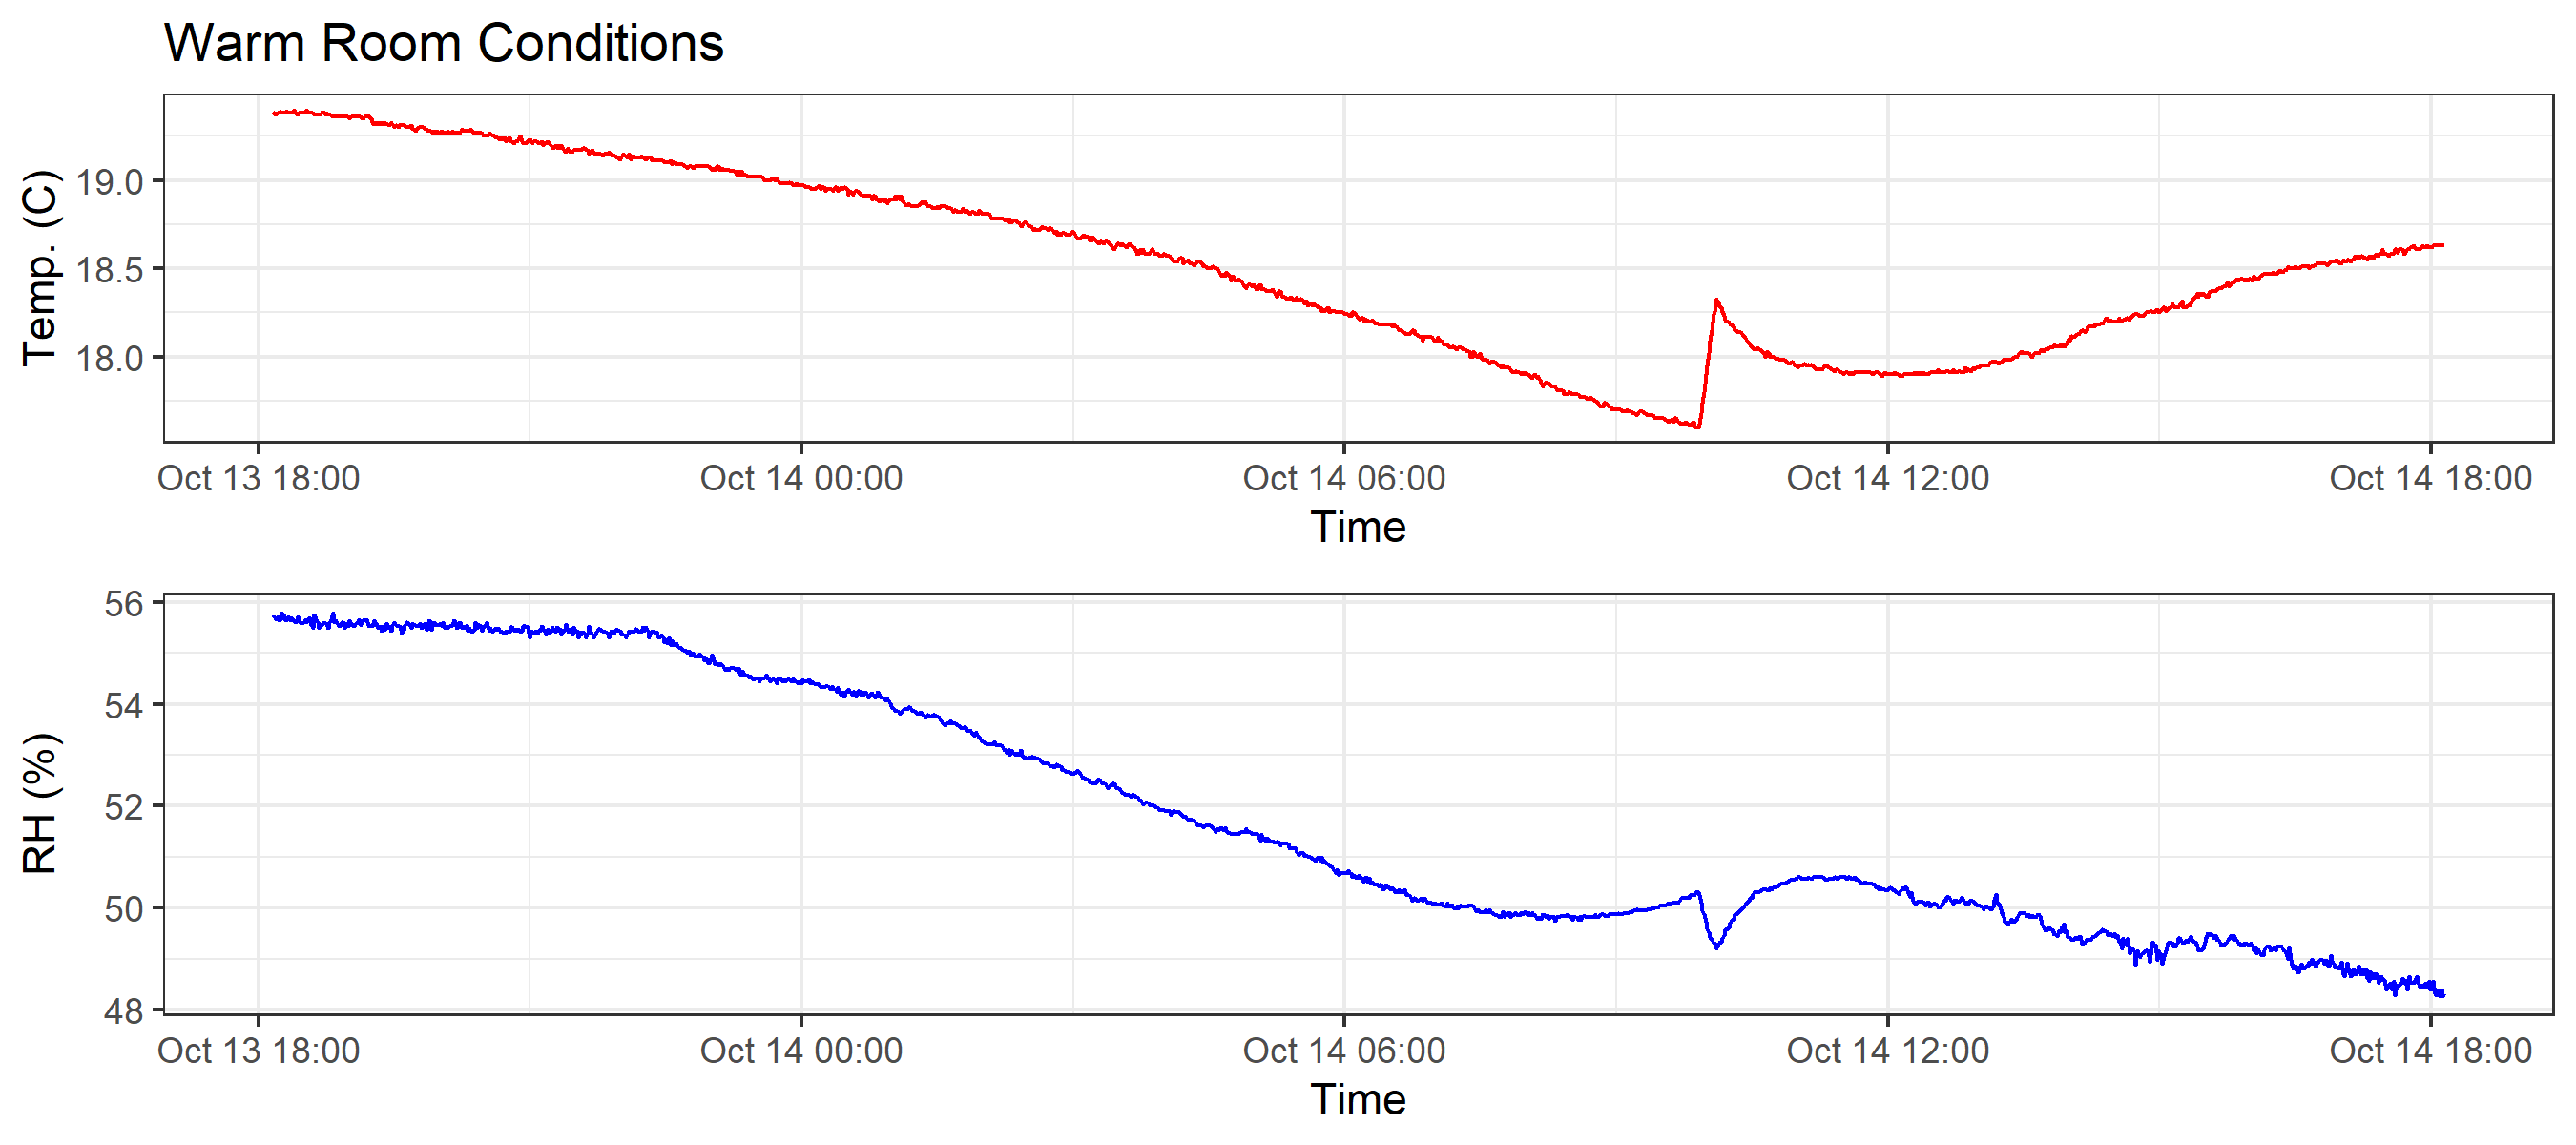 Warm Room Conditions
Temp. (C)
19.0
18.5
18.0
Oct 13 18:00 Oct 14 00:00 Oct 14 06:00 Oct 14 12:00 Oct 14 18:00
Time
RH (%)
56
54
52
50
48
Oct 13 18:00 Oct 14 00:00 Oct 14 06:00 Oct 14 12:00 Oct 14 18:00
Time